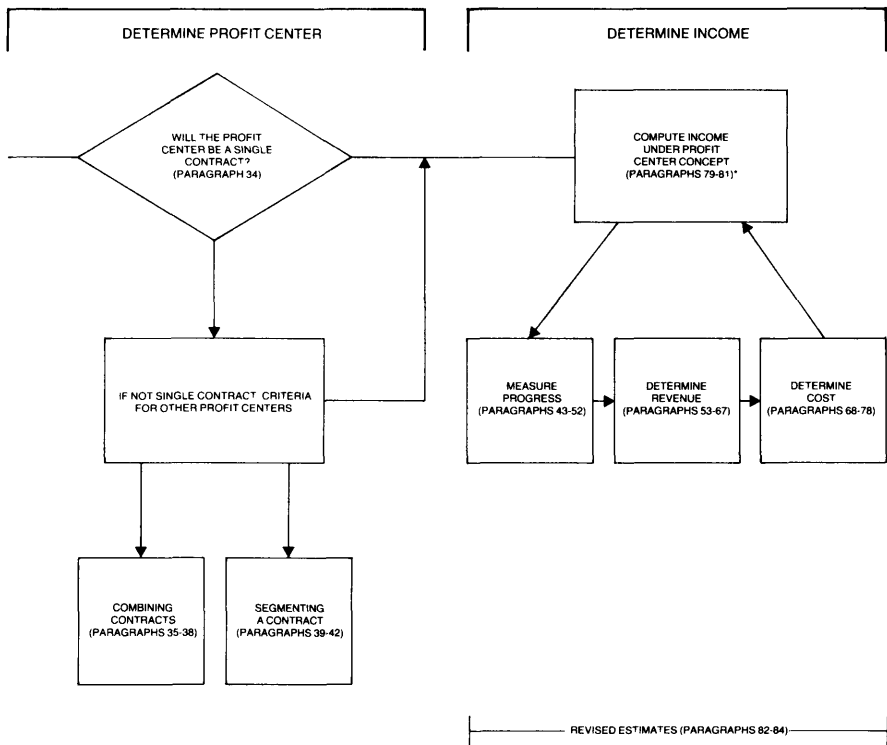 DETERMINE PROFIT CENTER
DETERMINE INCOME
WILL THE PROFIT
CENTER BE A SINGLE
CONTRACT?
(PARAGRAPH 34)
COMPUTE INCOME
UNDER PROFIT
CENTER CONCEPT
(PARAGRAPHS 79-81)*
IF NOT SINGLE CONTRACT CRITERIA
FOR OTHER PROFIT CENTERS
MEASURE
PROGRESS
(PARAGRAPHS 43-52)
DETERMINE
REVENUE
(PARAGRAPHS 53-67)
DETERMINE
COST
(PARAGRAPHS 68-78)
COMBINING
CONTRACTS
(PARAGRAPHS 35-38)
SEGMENTING
A CONTRACT
(PARAGRAPHS 39-42)
REVISED ESTIMATES (PARAGRAPHS 82-84)